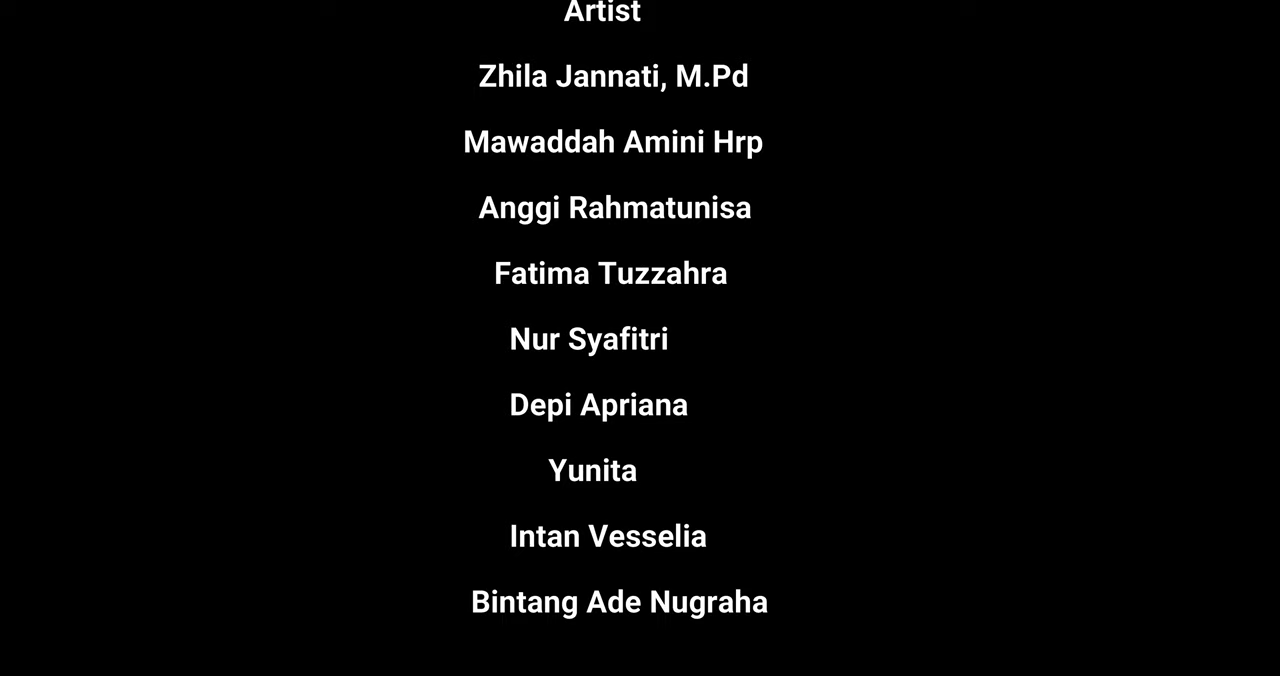 Artist
Zhila Jannati, M.Pd
Mawaddah Amini Hrp
Anggi Rahmatunisa
Fatima Tuzzahra
Nur Syafitri
Depi Apriana
Yunita
Intan Vesselia
Bintang Ade Nugraha